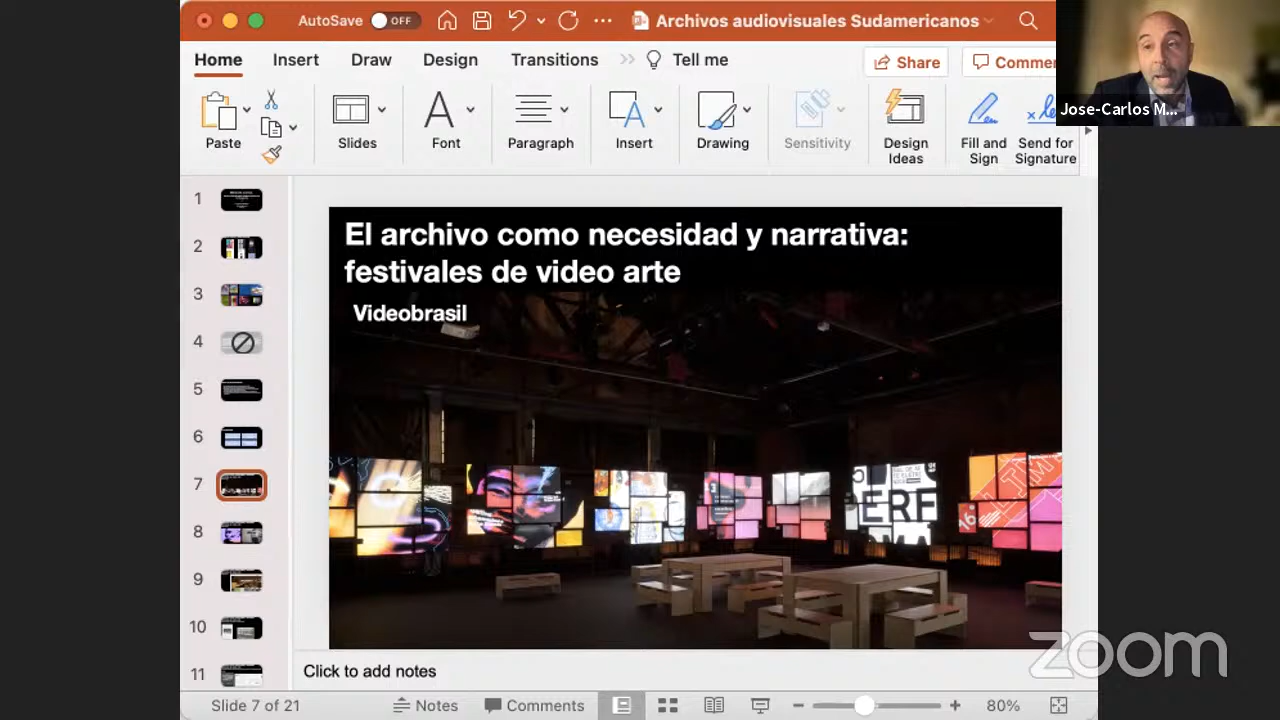 AutoSave OFF
Archivos audiovisuales Sudamericanos
Home Insert Draw Design Transitions Tell me
Share
Commen
Paste
Slides
Font
Paragraph
Insert
Drawing
Sensitivity
Design
Ideas
Fill and
Sign
Send for
Signature
Jose-Carlos M...
1
2
3
4
5
6
7
8
9
10
11
El archivo como necesidad y narrativa:
festivales de video arte
Videobrasil
ERF
Click to add notes
Slide 7 of 21
Notes
Comments
80%
zoom